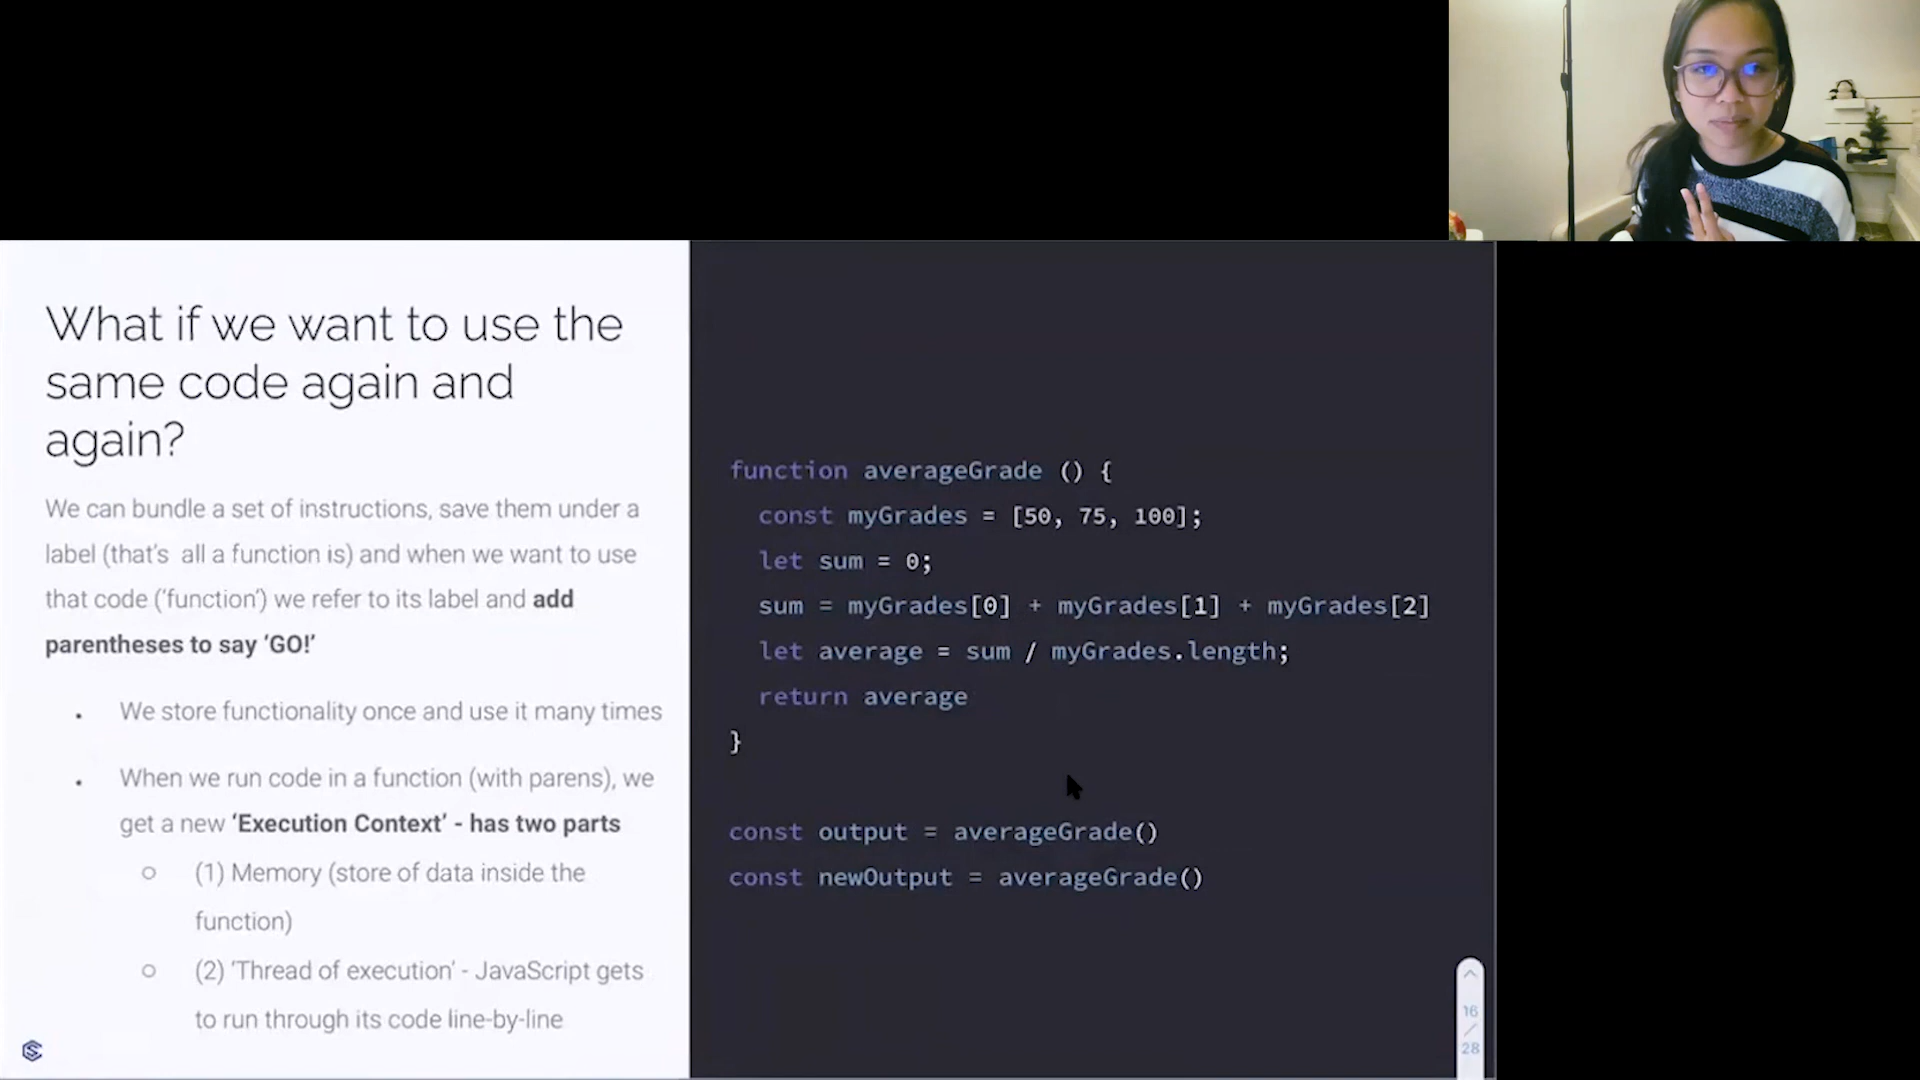 What if we want to use the
same code again and
again?
We can bundle a set of instructions, save them under a
label (that's all a function is) and when we want to use
that code ('function') we refer to its label and add
parentheses to say 'GO!'
. We store functionality once and use it many times
. When we run code in a function (with parens), we
get a new 'Execution Context' - has two parts
○ (1) Memory (store of data inside the
function)
○ (2) 'Thread of execution' - JavaScript gets
to run through its code line-by-line
function averageGrade () {
const myGrades = [50, 75, 100];
let sum = 0;
sum = myGrades[0] + myGrades[1] + myGrades[2]
let average = sum / myGrades.length;
return average
}
const output = averageGrade()
const newOutput = averageGrade()
16
/
28